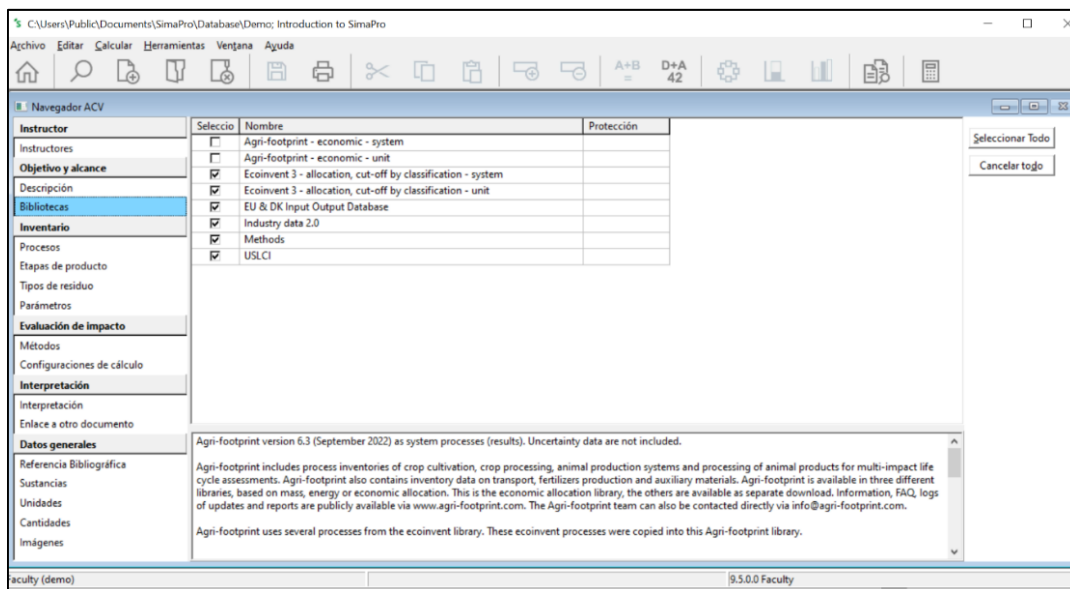 C:\Users\Public\Documents\SimaPro\Database\Demo; Introduction to SimaPro
Archivo Editar Calcular Herramientas Ventana Ayuda
A+B
=
D+A
42
Navegador ACV
Instructor
Instructores
Objetivo y alcance
Descripción
Bibliotecas
Inventario
Procesos
Etapas de producto
Tipos de residuo
Parámetros
Evaluación de impacto
Métodos
Configuraciones de cálculo
Interpretación
Interpretación
Enlace a otro documento
Datos generales
Referencia Bibliográfica
Sustancias
Unidades
Cantidades
Imágenes
Seleccio Nombre Protección
Agri-footprint - economic - system
Agri-footprint - economic - unit
Ecoinvent 3 - allocation, cut-off by classification - system
Ecoinvent 3 - allocation, cut-off by classification - unit
EU & DK Input Output Database
Industry data 2.0
Methods
USLCI
Seleccionar Todo
Cancelar todo
Agri-footprint version 6.3 (September 2022) as system processes (results). Uncertainty data are not included.
Agri-footprint includes process inventories of crop cultivation, crop processing, animal production systems and processing of animal products for multi-impact life
cycle assessments. Agri-footprint also contains inventory data on transport, fertilizers production and auxiliary materials. Agri-footprint is available in three different
libraries, based on mass, energy or economic allocation. This is the economic allocation library, the others are available as separate download. Information, FAQ, logs
of updates and reports are publicly available via www.agri-footprint.com. The Agri-footprint team can also be contacted directly via info@agri-footprint.com.
Agri-footprint uses several processes from the ecoinvent library. These ecoinvent processes were copied into this Agri-footprint library.
Faculty (demo)
9.5.0.0 Faculty